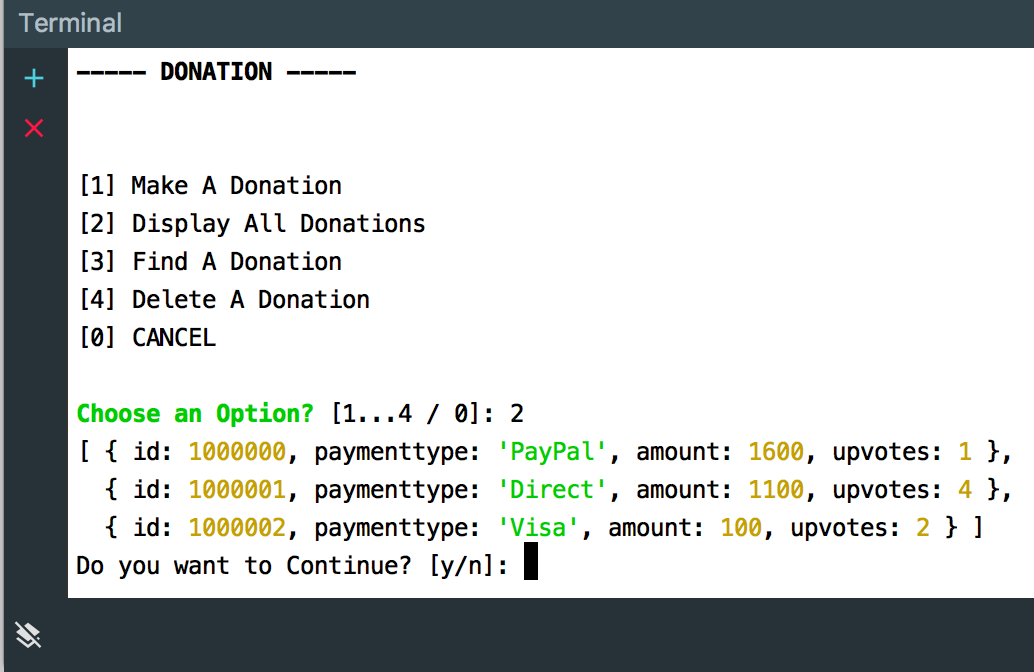 Terminal
----- DONATION -----
[1] Make A Donation
[2] Display All Donations
[3] Find A Donation
[4] Delete A Donation
[0] CANCEL
Choose an Option? [1...4 / 0]: 2
[ { id: 1000000, paymenttype: 'PayPal', amount: 1600, upvotes: 1 },
  { id: 1000001, paymenttype: 'Direct', amount: 1100, upvotes: 4 },
  { id: 1000002, paymenttype: 'Visa', amount: 100, upvotes: 2 } ]
Do you want to Continue? [y/n]: